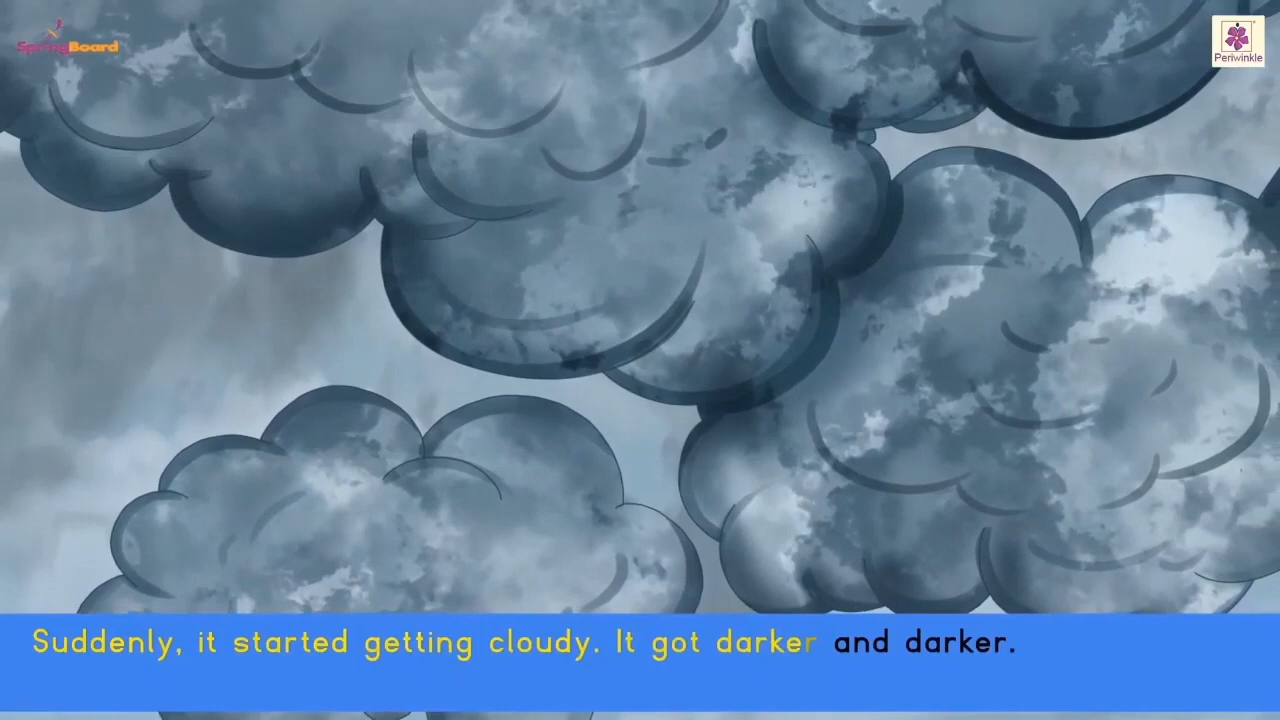 SpringBoard
Periwinkle
Suddenly, it started getting cloudy. It got darker and darker.